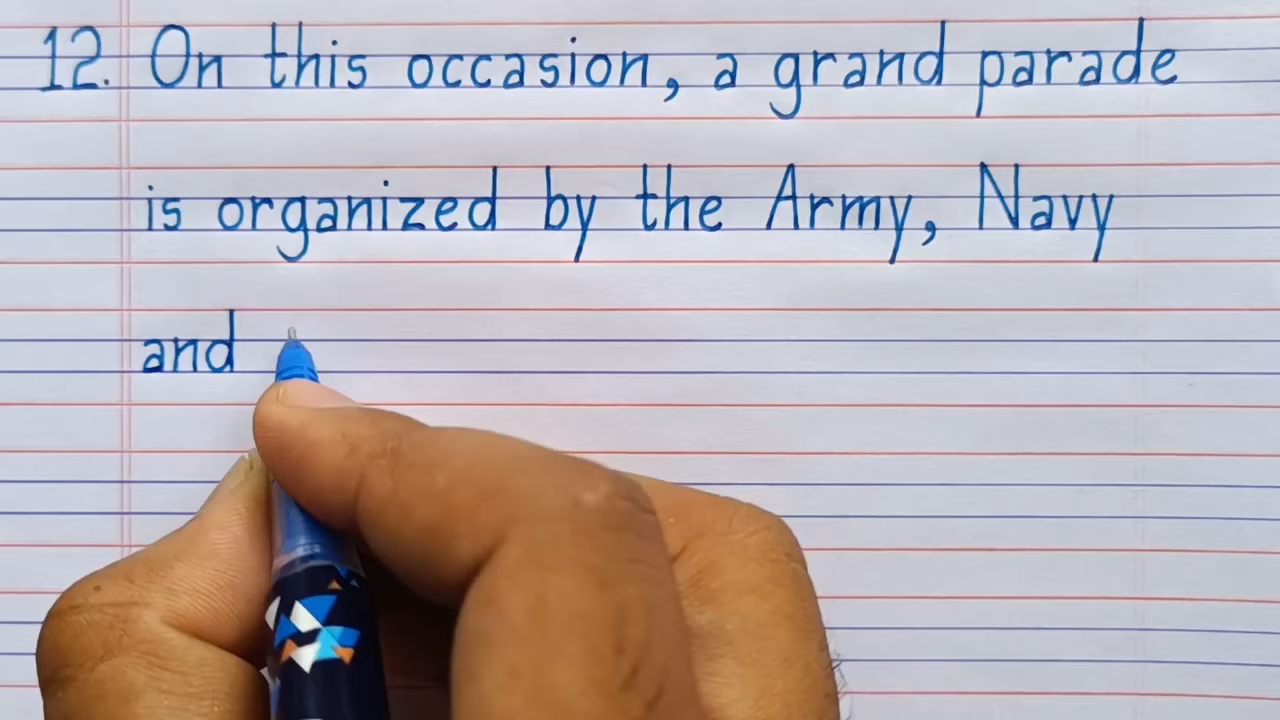 12. On this occasion, a grand parade
is organized by the Army, Navy
and